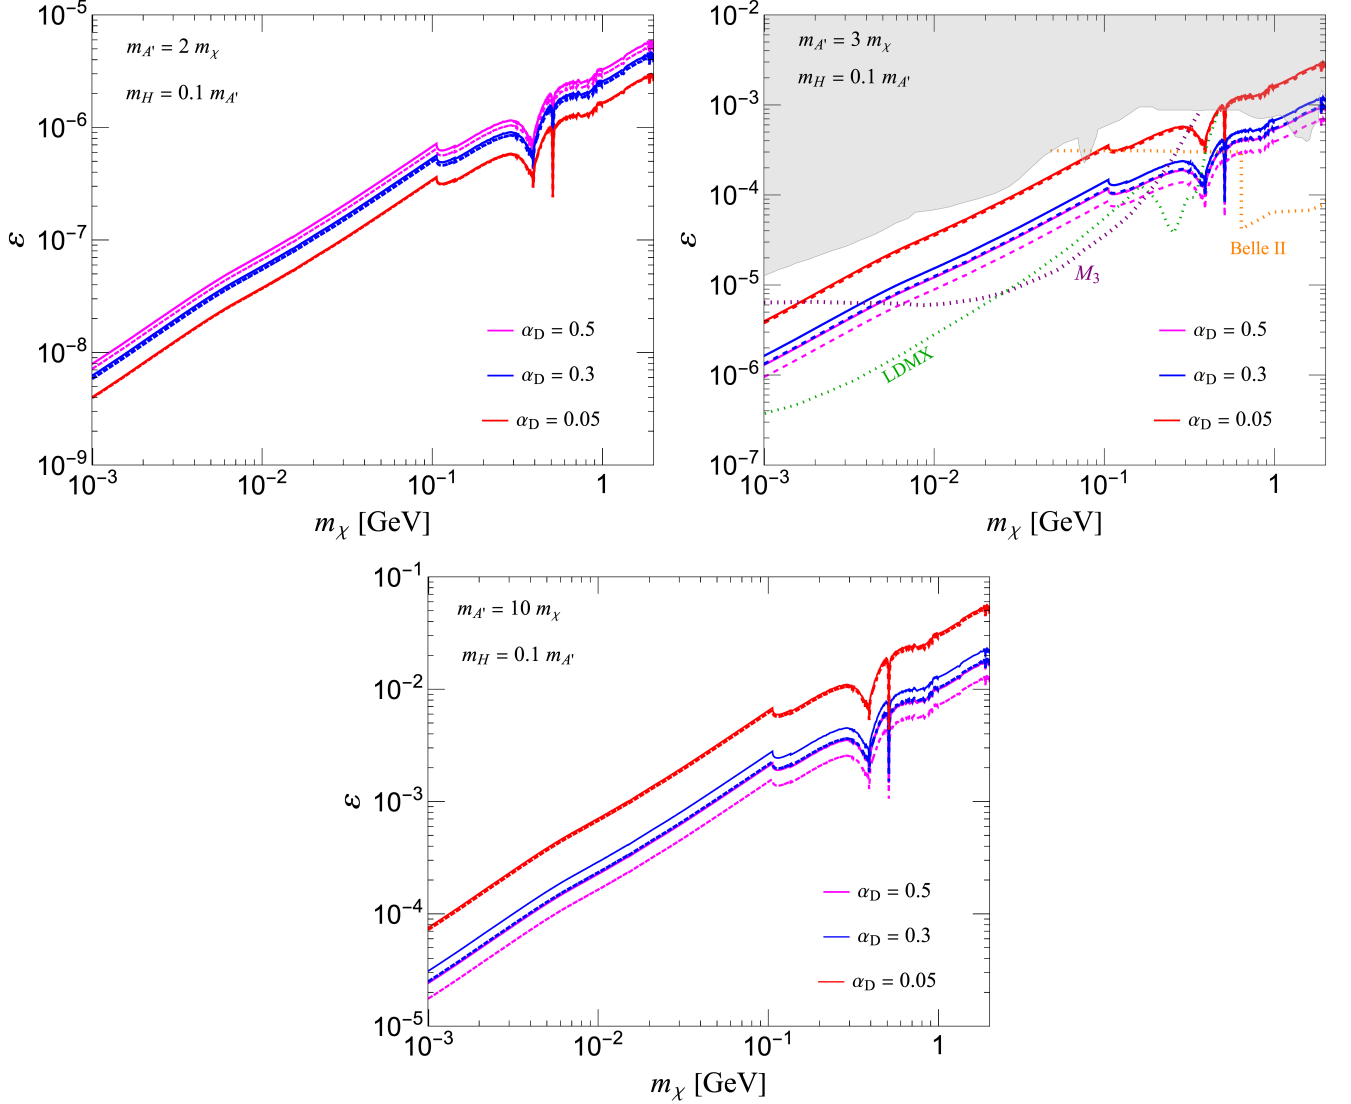 10⁻⁵
10⁻⁶
10⁻⁷
10⁻⁸
10⁻⁹
ε
m_A' = 2 m_χ
m_H = 0.1 m_A'
α_D = 0.5
α_D = 0.3
α_D = 0.05
10⁻³ 10⁻² 10⁻¹ 1
m_χ [GeV]
10⁻²
10⁻³
10⁻⁴
10⁻⁵
10⁻⁶
10⁻⁷
ε
m_A' = 3 m_χ
m_H = 0.1 m_A'
Belle II
M₃
LDMX
α_D = 0.5
α_D = 0.3
α_D = 0.05
10⁻³ 10⁻² 10⁻¹ 1
m_χ [GeV]
10⁻¹
10⁻²
10⁻³
10⁻⁴
10⁻⁵
ε
m_A' = 10 m_χ
m_H = 0.1 m_A'
α_D = 0.5
α_D = 0.3
α_D = 0.05
10⁻³ 10⁻² 10⁻¹ 1
m_χ [GeV]